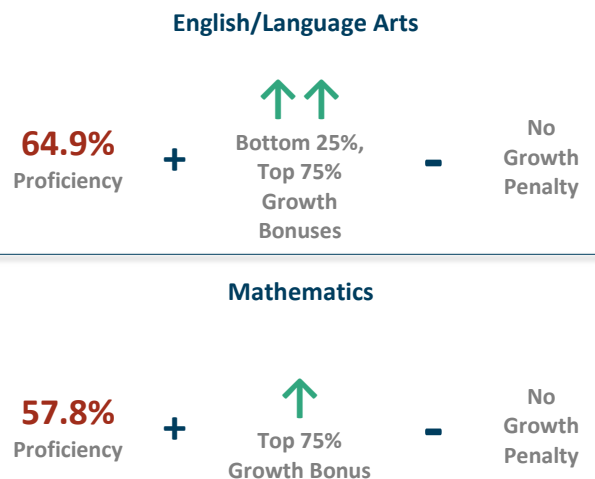 English/Language Arts
64.9%
Proficiency
+
Bottom 25%,
Top 75%
Growth
Bonuses
-
No
Growth
Penalty
Mathematics
57.8%
Proficiency
+
Top 75%
Growth Bonus
-
No
Growth
Penalty